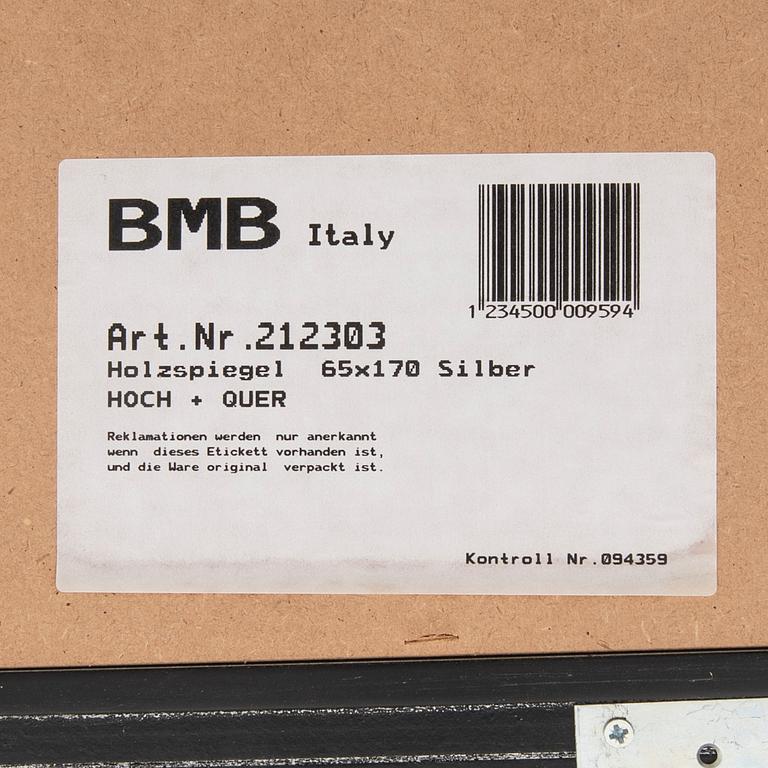 BMB Italy
1 234500 009594
Art.Nr.212303
Holzspiegel 65x170 Silber
HOCH + QUER
Reklamationen werden nur anerkannt
wenn dieses Etickett vorhanden ist,
und die Ware original verpackt ist.
Kontroll Nr.094359